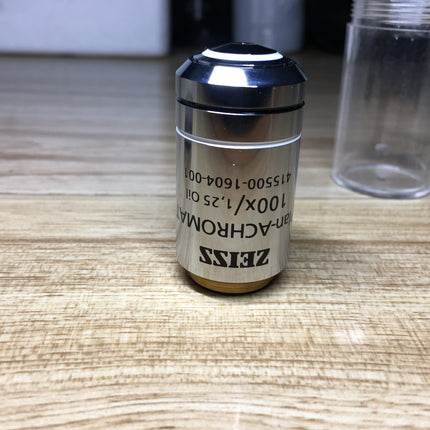 ZEISS
lan-ACHROMAT
100x/1,25 Oil
415500-1604-001